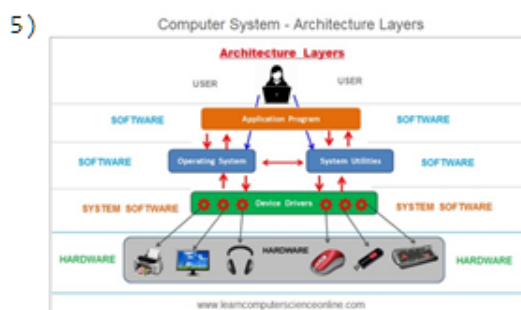 5)
Computer System - Architecture Layers
Architecture Layers
USER USER
SOFTWARE Application Program SOFTWARE
SOFTWARE Operating System System Utilities SOFTWARE
SYSTEM SOFTWARE Device Drivers SYSTEM SOFTWARE
HARDWARE HARDWARE HARDWARE
www.learncomputerscienceonline.com